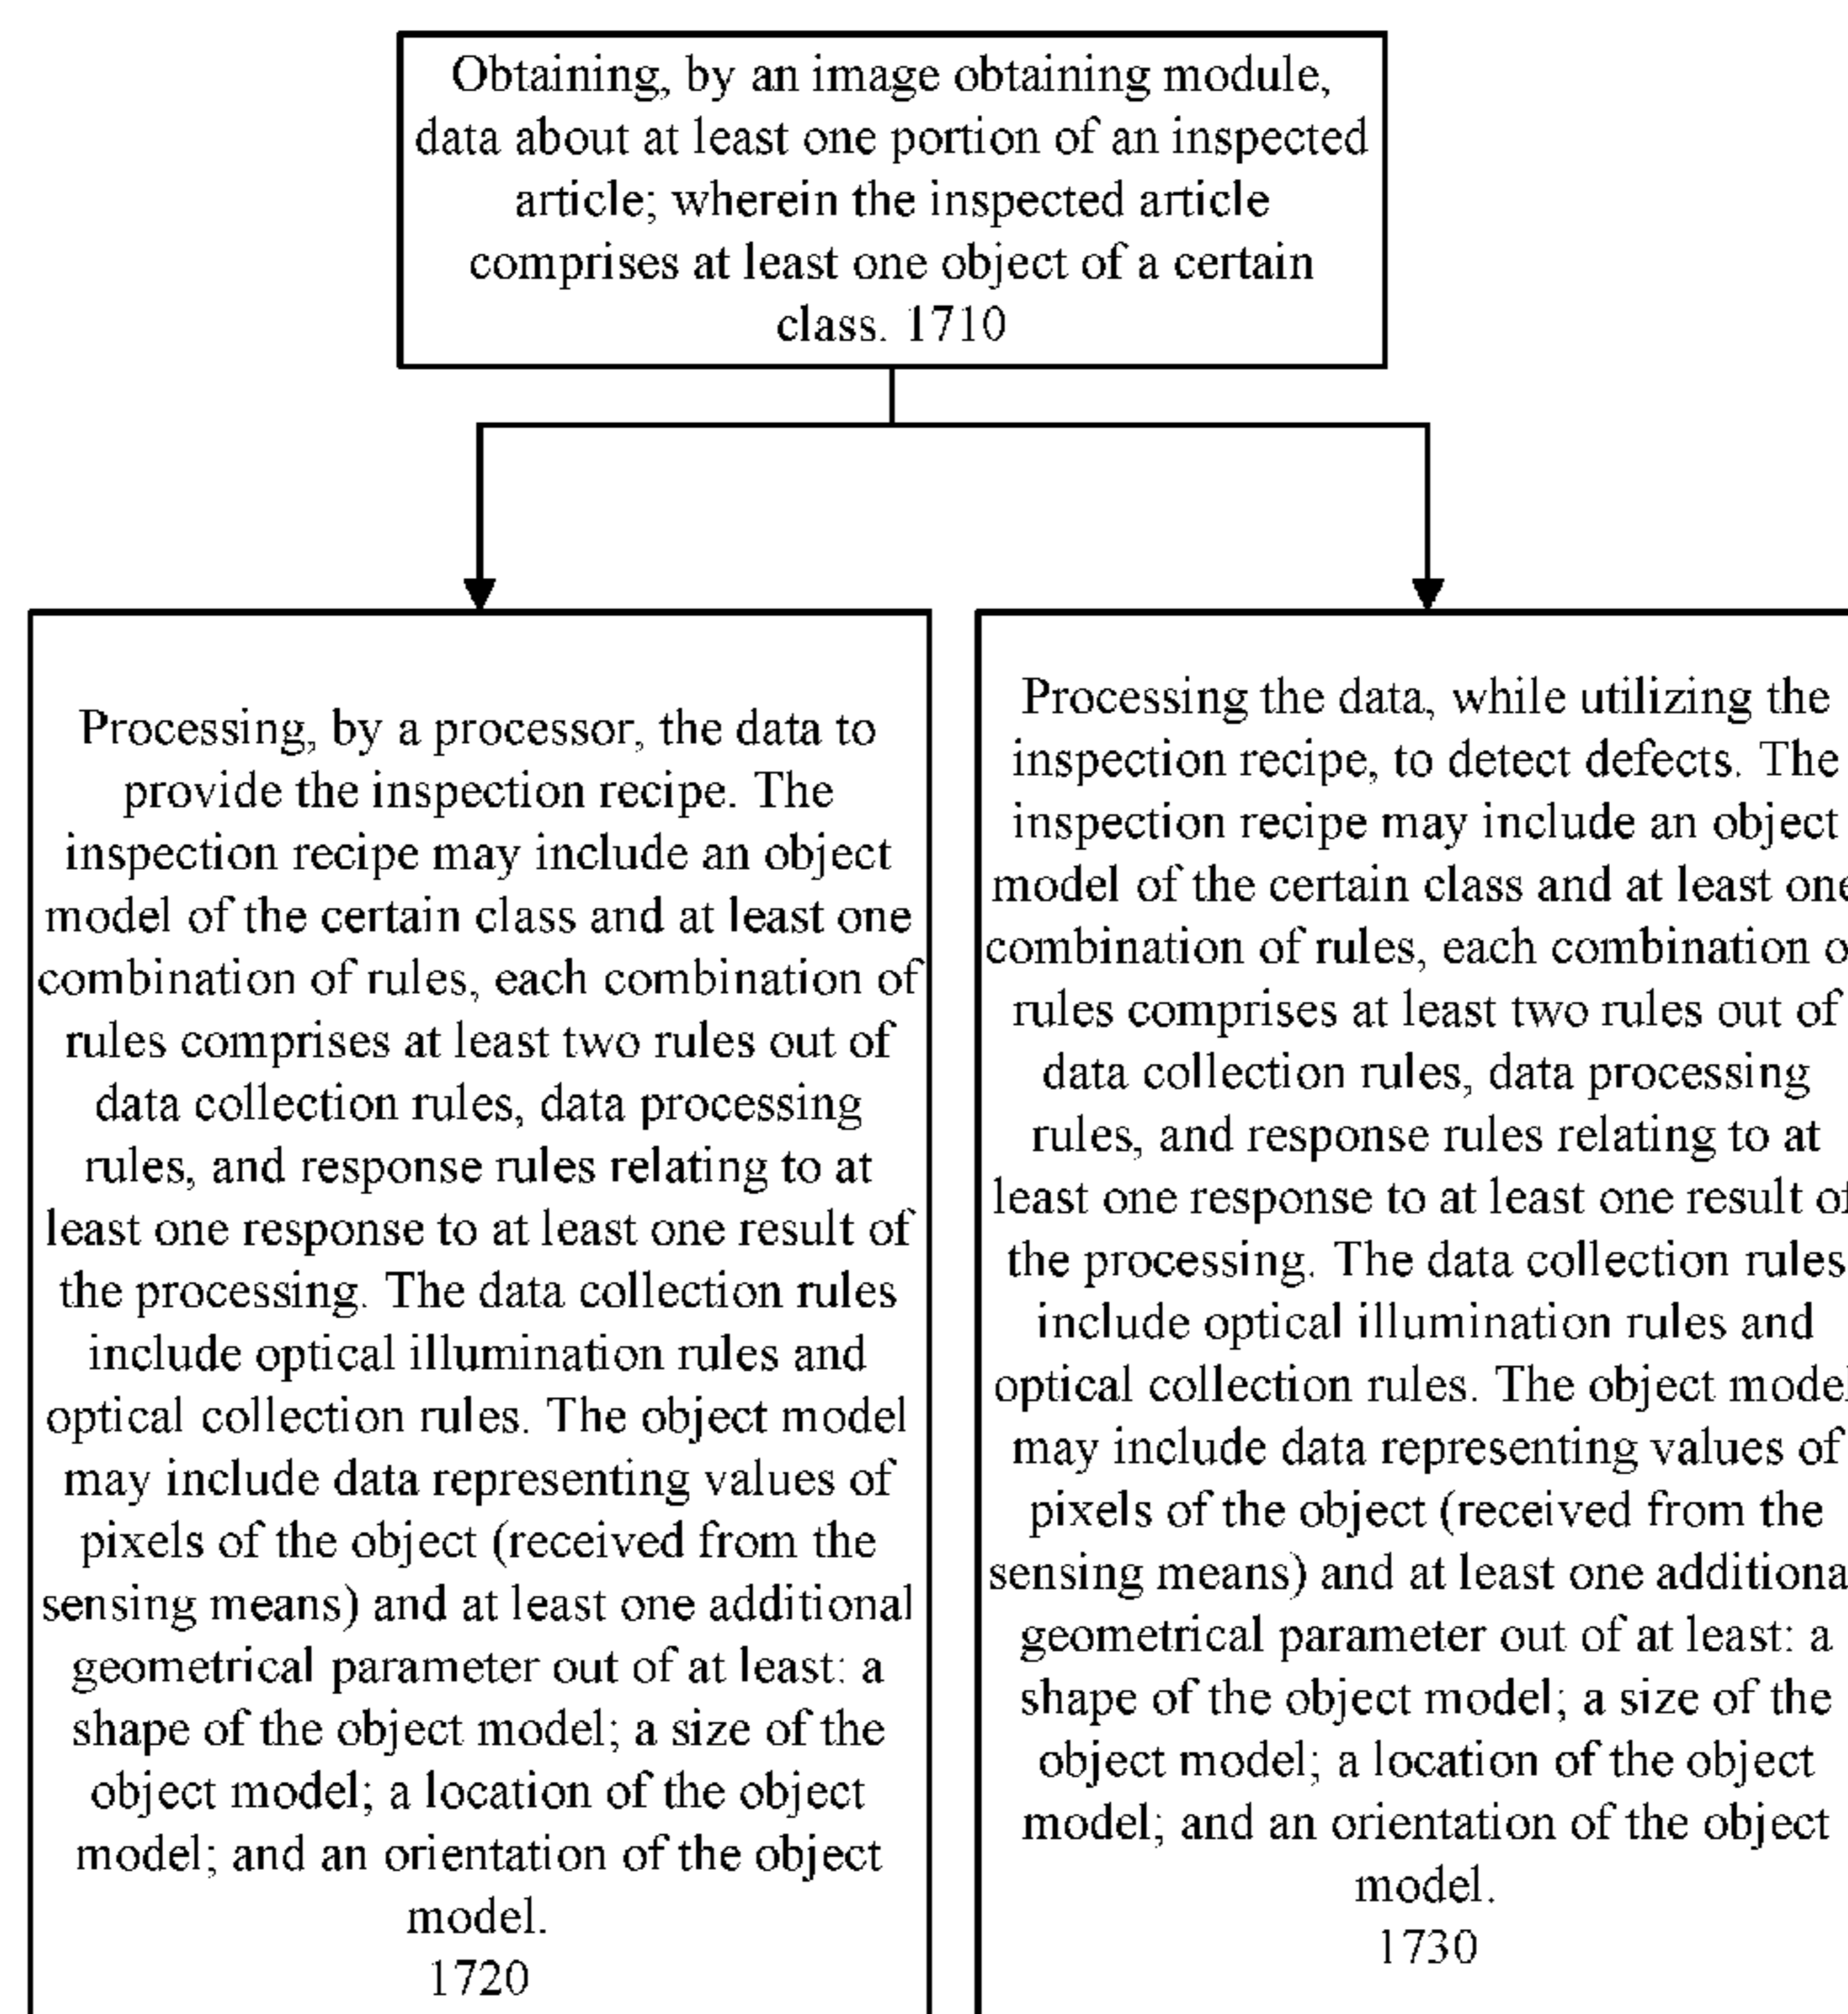 Obtaining, by an image obtaining module,
data about at least one portion of an inspected
article; wherein the inspected article
comprises at least one object of a certain
class. 1710
Processing, by a processor, the data to
provide the inspection recipe. The
inspection recipe may include an object
model of the certain class and at least one
combination of rules, each combination of
rules comprises at least two rules out of
data collection rules, data processing
rules, and response rules relating to at
least one response to at least one result of
the processing. The data collection rules
include optical illumination rules and
optical collection rules. The object model
may include data representing values of
pixels of the object (received from the
sensing means) and at least one additional
geometrical parameter out of at least: a
shape of the object model; a size of the
object model; a location of the object
model; and an orientation of the object
model.
1720
Processing the data, while utilizing the
inspection recipe, to detect defects. The
inspection recipe may include an object
model of the certain class and at least one
combination of rules, each combination of
rules comprises at least two rules out of
data collection rules, data processing
rules, and response rules relating to at
least one response to at least one result of
the processing. The data collection rules
include optical illumination rules and
optical collection rules. The object model
may include data representing values of
pixels of the object (received from the
sensing means) and at least one additional
geometrical parameter out of at least: a
shape of the object model; a size of the
object model; a location of the object
model; and an orientation of the object
model.
1730